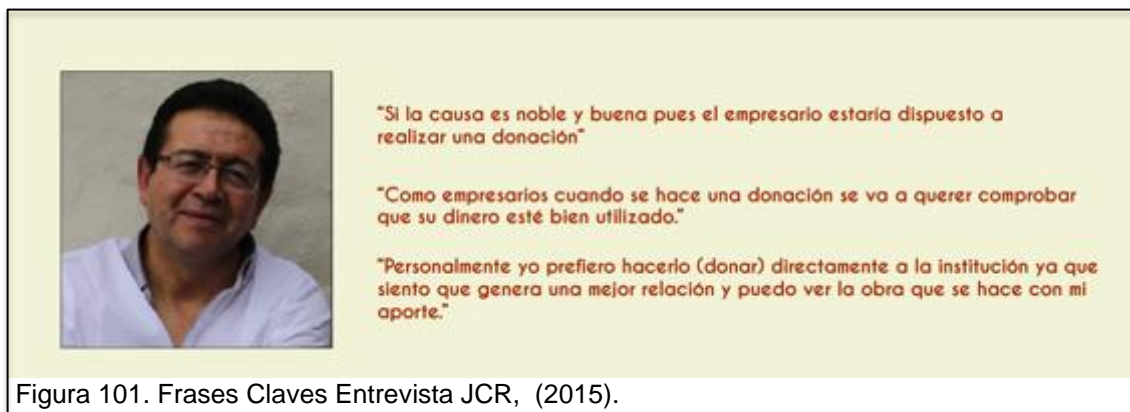 "Si la causa es noble y buena pues el empresario estaría dispuesto a
realizar una donación"
"Como empresarios cuando se hace una donación se va a querer comprobar
que su dinero esté bien utilizado."
"Personalmente yo prefiero hacerlo (donar) directamente a la institución ya que
siento que genera una mejor relación y puedo ver la obra que se hace con mi
aporte."
Figura 101. Frases Claves Entrevista JCR,  (2015).